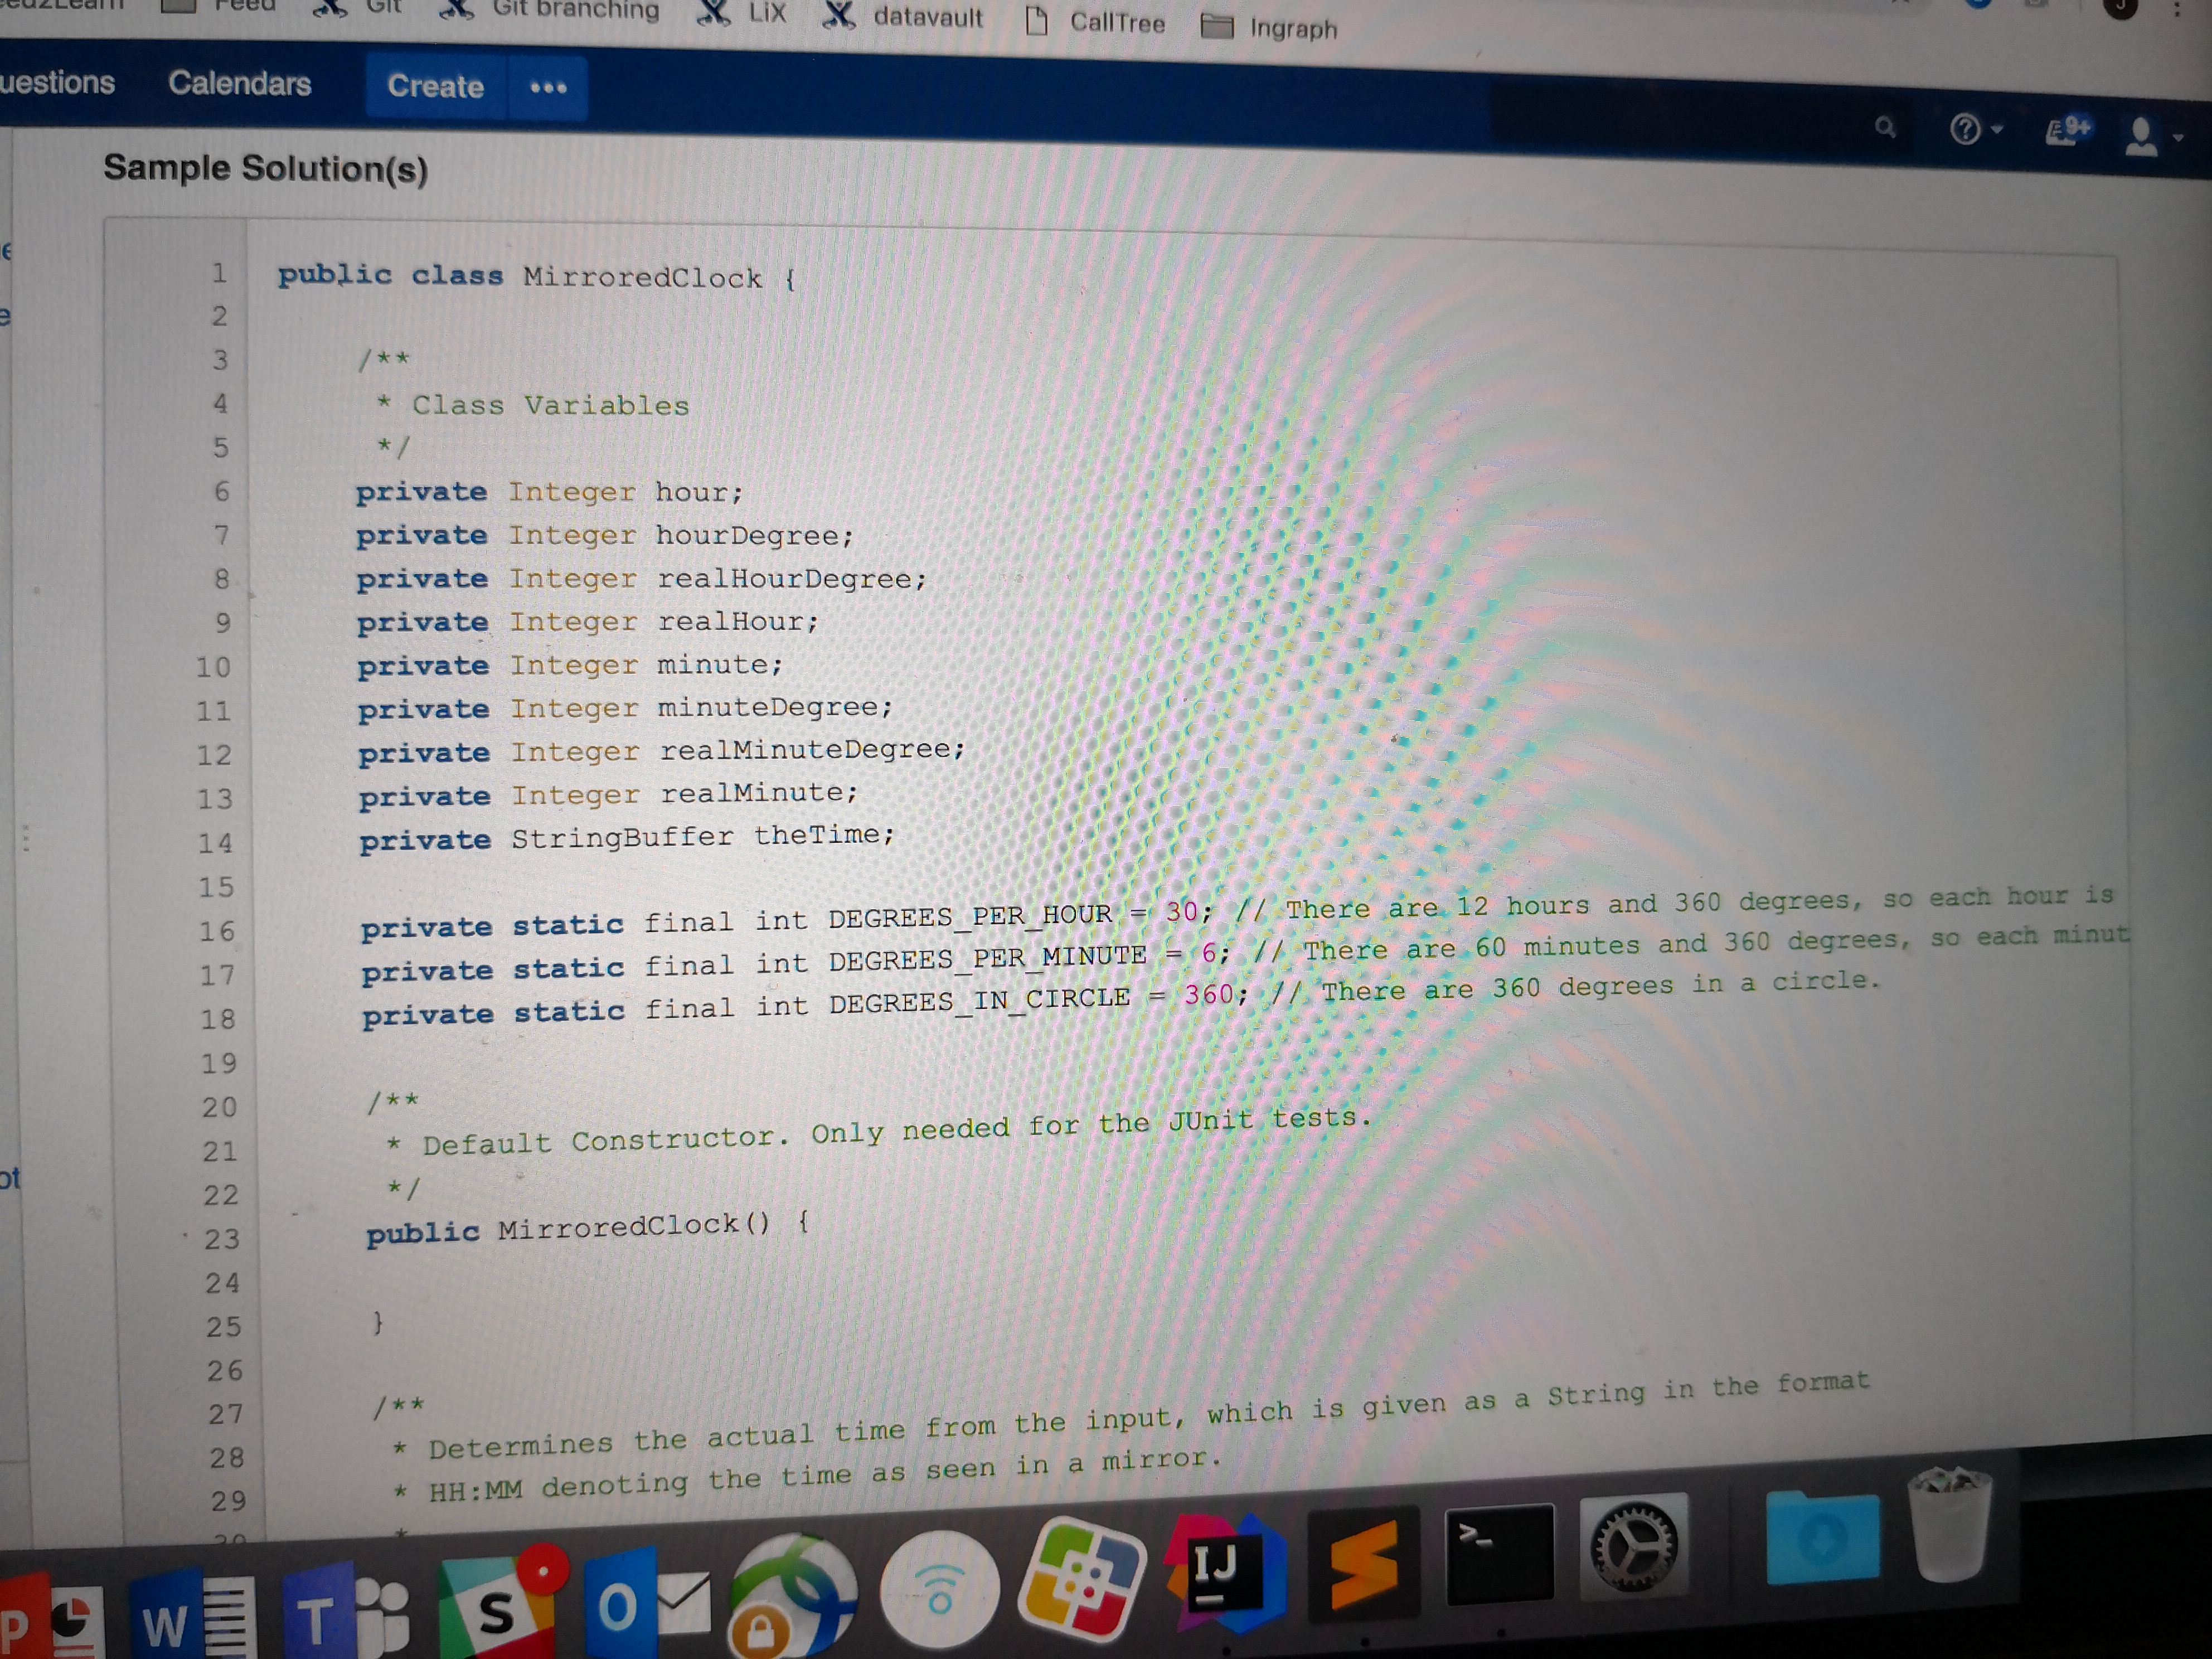 Feed Git Git branching LiX datavault CallTree Ingraph
Calendars Create ••• ? 9+
Sample Solution(s)
1 public class MirroredClock {
2
3 /**
4 * Class Variables
5 */
6 private Integer hour;
7 private Integer hourDegree;
8 private Integer realHourDegree;
9 private Integer realHour;
10 private Integer minute;
11 private Integer minuteDegree;
12 private Integer realMinuteDegree;
13 private Integer realMinute;
14 private StringBuffer theTime;
15
16 private static final int DEGREES_PER_HOUR = 30; // There are 12 hours and 360 degrees, so each hour is
17 private static final int DEGREES_PER_MINUTE = 6; // There are 60 minutes and 360 degrees, so each minut
18 private static final int DEGREES_IN_CIRCLE = 360; // There are 360 degrees in a circle.
19
20 /**
21 * Default Constructor. Only needed for the JUnit tests.
22 */
23 public MirroredClock() {
24
25 }
26
27 /**
28 * Determines the actual time from the input, which is given as a String in the format
29 * HH:MM denoting the time as seen in a mirror.
*
P W T S O IJ S >_